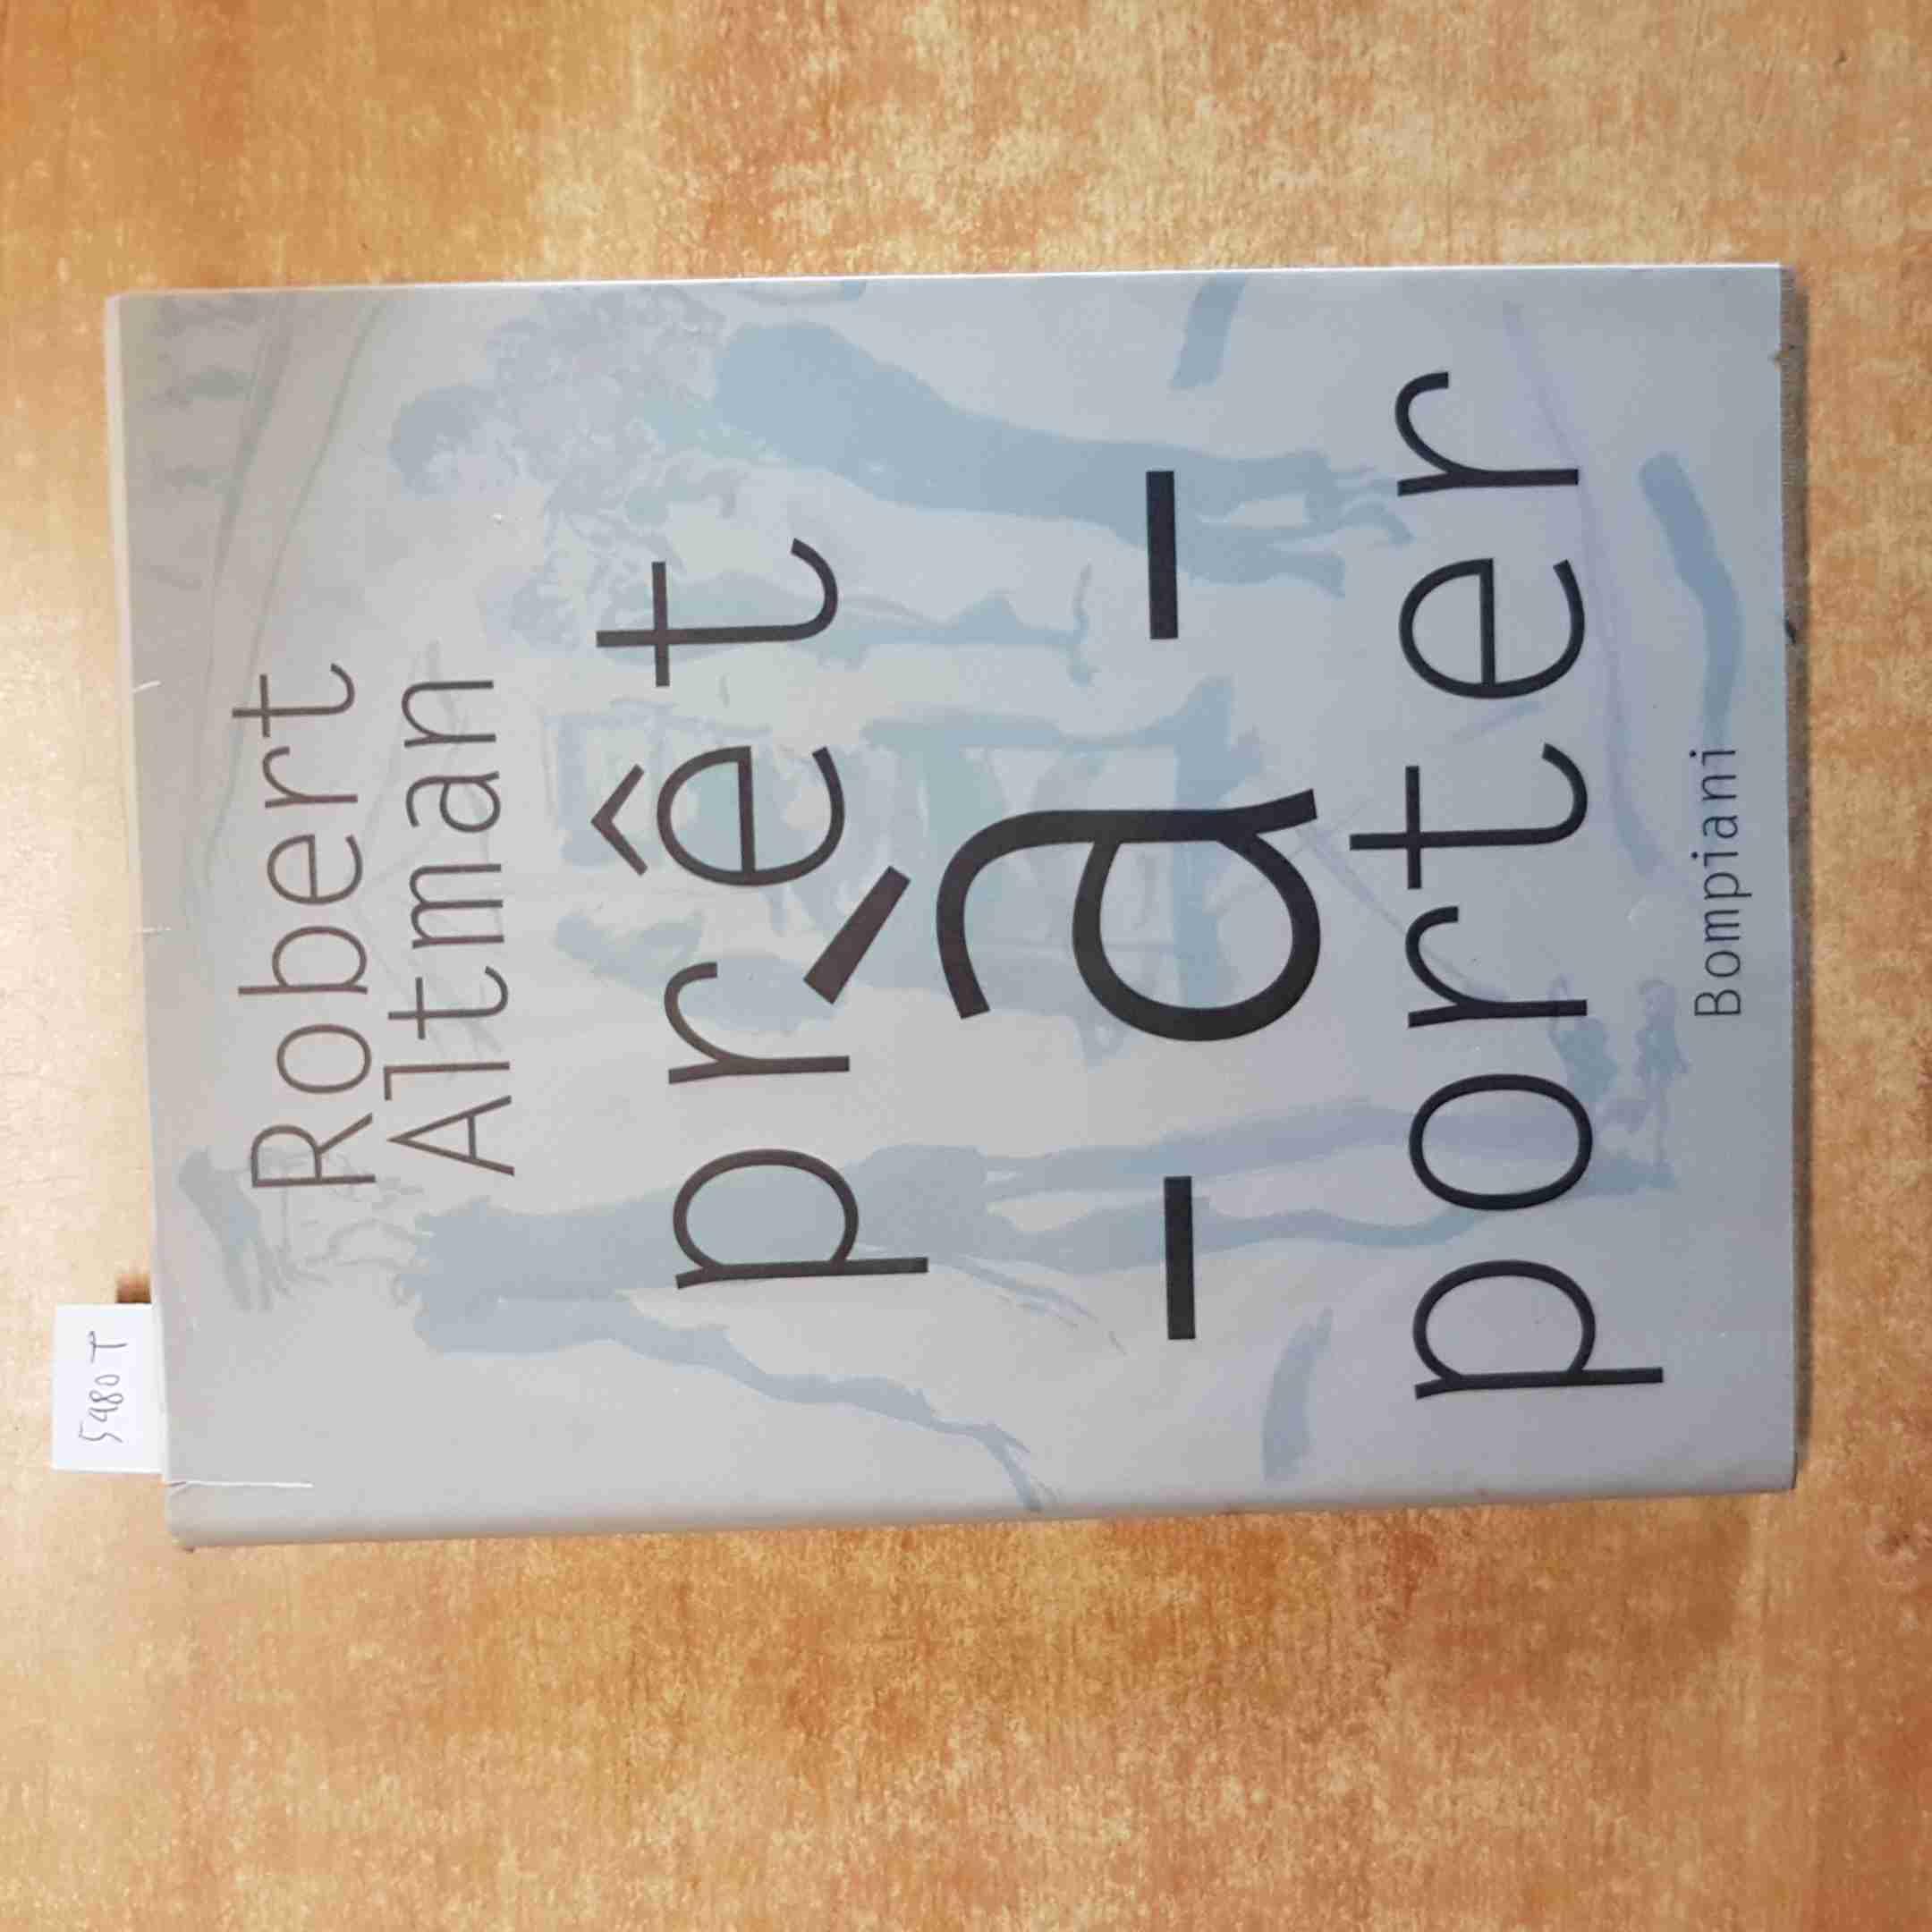 5480 T
Robert
Altman
prêt
-à-
porter
Bompiani